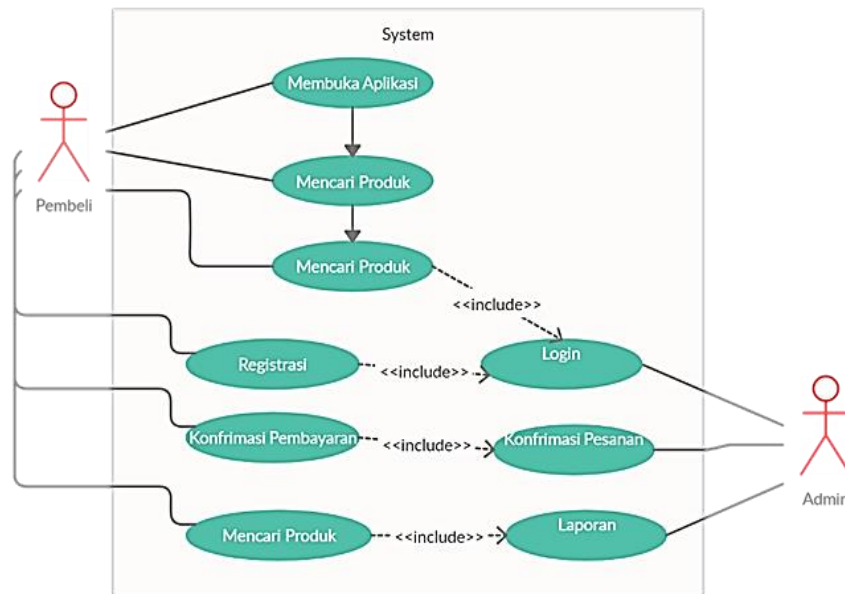 System
Membuka Aplikasi
Mencari Produk
Pembeli
Mencari Produk
<<include>>
Registrasi
<<include>>
Login
Konfrimasi Pembayaran
<<include>>
Konfrimasi Pesanan
Admin
Mencari Produk
<<include>>
Laporan